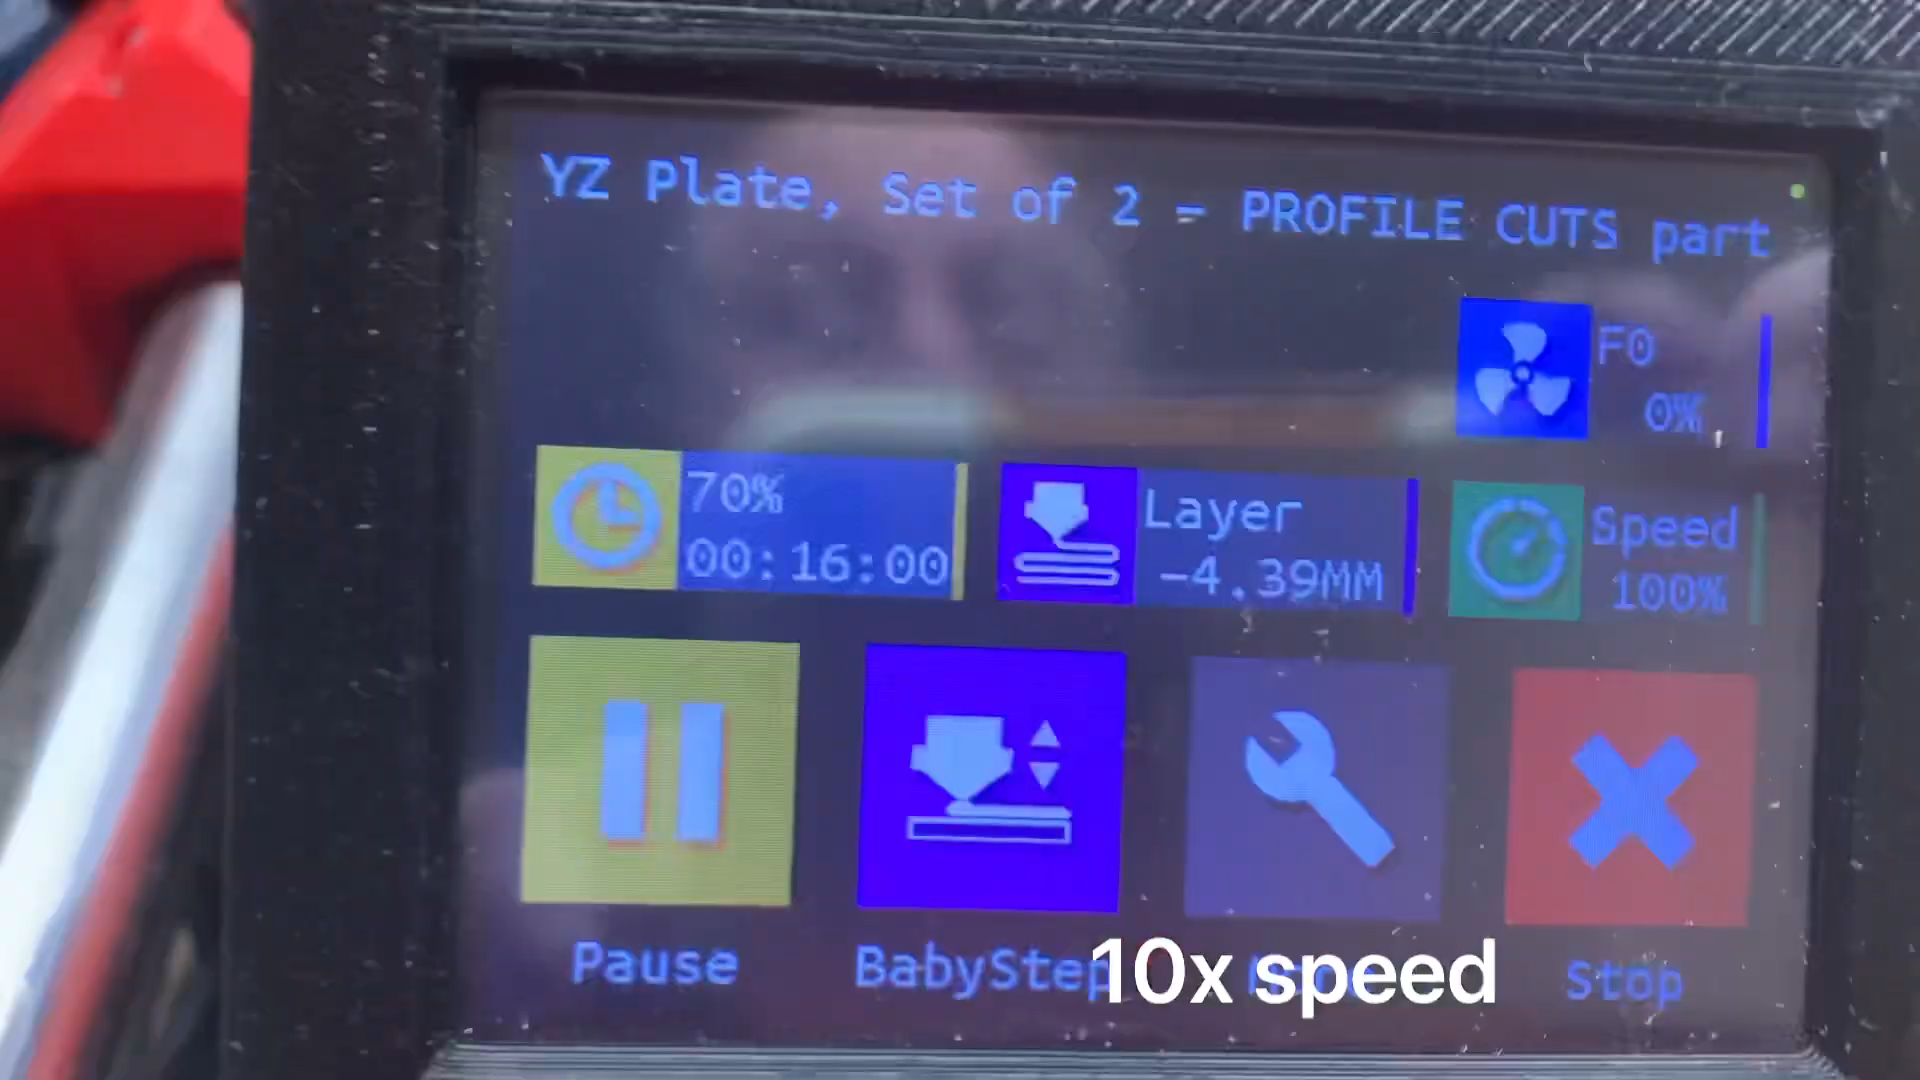 YZ Plate, Set of 2 - PROFILE CUTS part
F0
0%
70%
00:16:00
Layer
-4.39MM
Speed
100%
Pause
BabyStep
Stop
10x speed